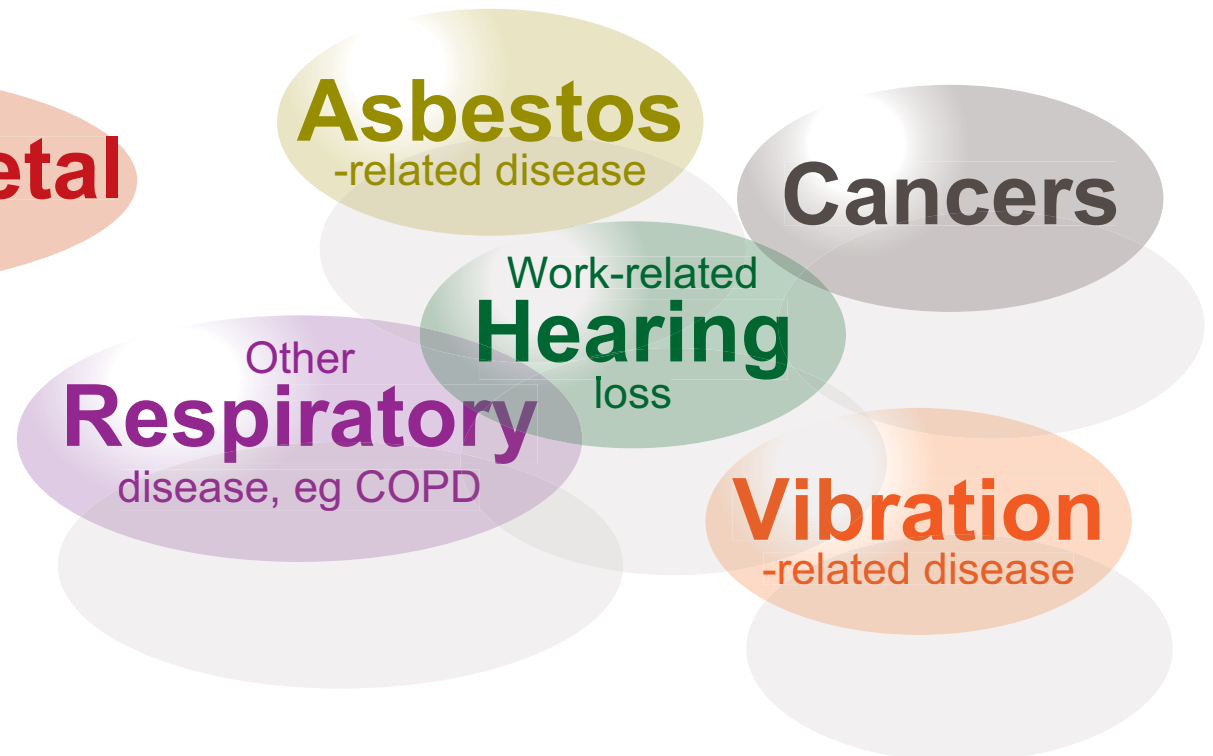 etal
Asbestos
-related disease
Cancers
Work-related
Hearing
loss
Other
Respiratory
disease, eg COPD
Vibration
-related disease